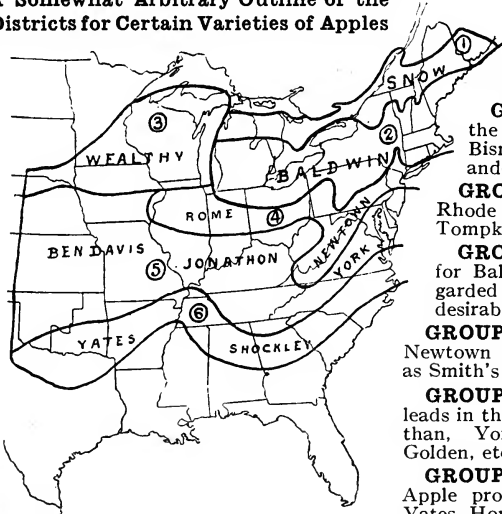 A Somewhat Arbitrary Outline of the
Districts for Certain Varieties of Apples
①
SNOW
③
②
WEALTHY
BALDWIN
ROME
④
NEWTOWN
BEN DAVIS
JONATHON
YORK
⑤
⑥
YATES
SHOCKLEY
G
the
Bism
and
GRO
Rhode
Tompk
GRO
for Bal
garded
desirab
GROUP
Newtown
as Smith's
GROUP
leads in th
than, Yo
Golden, etc
GROUP
Apple pro
Yates, Hor